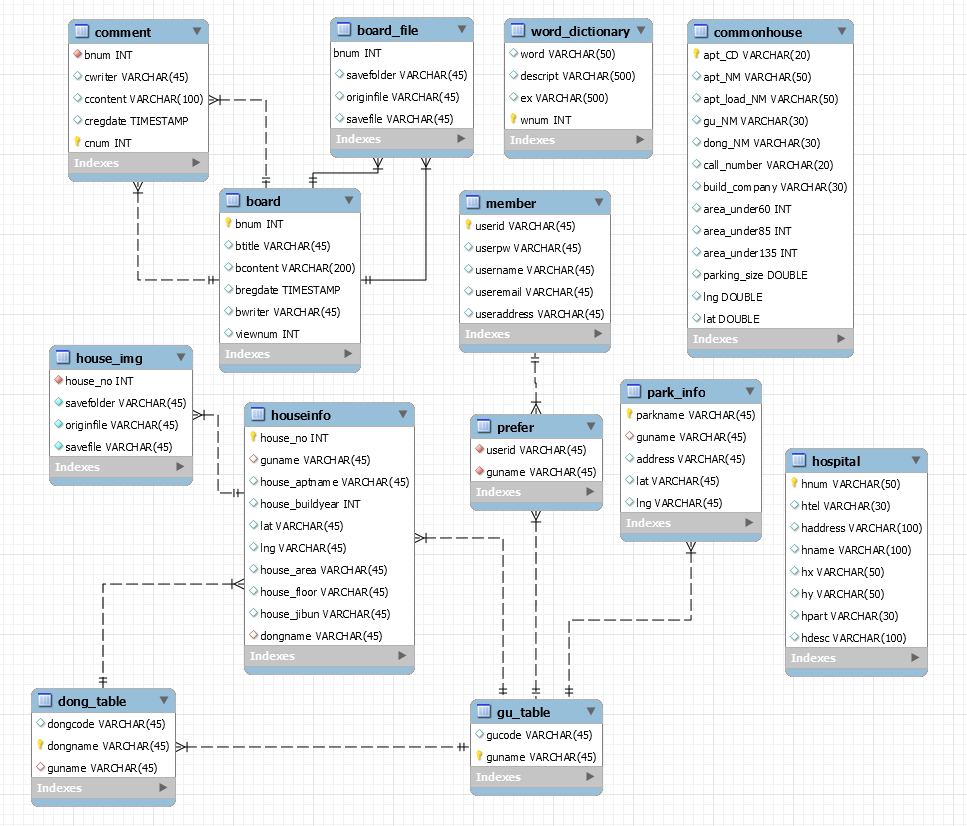 comment
bnum INT
cwriter VARCHAR(45)
ccontent VARCHAR(100)
cregdate TIMESTAMP
cnum INT
Indexes
board_file
bnum INT
savefolder VARCHAR(45)
originfile VARCHAR(45)
savefile VARCHAR(45)
Indexes
word_dictionary
word VARCHAR(50)
descript VARCHAR(500)
ex VARCHAR(500)
wnum INT
Indexes
commonhouse
apt_CD VARCHAR(20)
apt_NM VARCHAR(50)
apt_load_NM VARCHAR(50)
gu_NM VARCHAR(30)
dong_NM VARCHAR(30)
call_number VARCHAR(20)
build_company VARCHAR(30)
area_under60 INT
area_under85 INT
area_under135 INT
parking_size DOUBLE
lng DOUBLE
lat DOUBLE
Indexes
board
bnum INT
btitle VARCHAR(45)
bcontent VARCHAR(200)
bregdate TIMESTAMP
bwriter VARCHAR(45)
viewnum INT
Indexes
member
userid VARCHAR(45)
userpw VARCHAR(45)
username VARCHAR(45)
useremail VARCHAR(45)
useraddress VARCHAR(45)
Indexes
house_img
house_no INT
savefolder VARCHAR(45)
originfile VARCHAR(45)
savefile VARCHAR(45)
Indexes
houseinfo
house_no INT
guname VARCHAR(45)
house_aptname VARCHAR(45)
house_buildyear INT
lat VARCHAR(45)
lng VARCHAR(45)
house_area VARCHAR(45)
house_floor VARCHAR(45)
house_jibun VARCHAR(45)
dongname VARCHAR(45)
Indexes
prefer
userid VARCHAR(45)
guname VARCHAR(45)
Indexes
park_info
parkname VARCHAR(45)
guname VARCHAR(45)
address VARCHAR(45)
lat VARCHAR(45)
lng VARCHAR(45)
Indexes
hospital
hnum VARCHAR(50)
htel VARCHAR(30)
haddress VARCHAR(100)
hname VARCHAR(100)
hx VARCHAR(50)
hy VARCHAR(50)
hpart VARCHAR(30)
hdesc VARCHAR(100)
Indexes
dong_table
dongcode VARCHAR(45)
dongname VARCHAR(45)
guname VARCHAR(45)
Indexes
gu_table
gucode VARCHAR(45)
guname VARCHAR(45)
Indexes